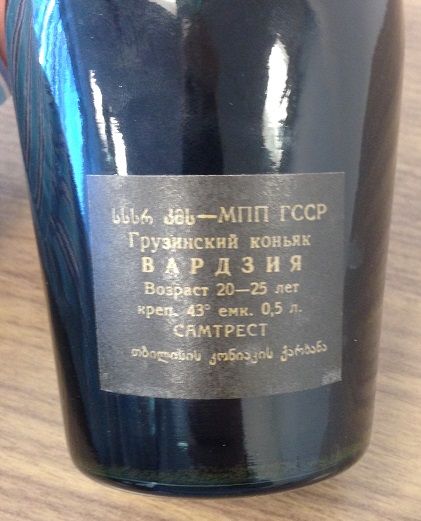 სსსრ კმს—МПП ГССР
Грузинский коньяк
ВАРДЗИЯ
Возраст 20—25 лет
креп. 43° емк. 0,5 л.
САМТРЕСТ
თბილისის კონიაკის ქარხანა